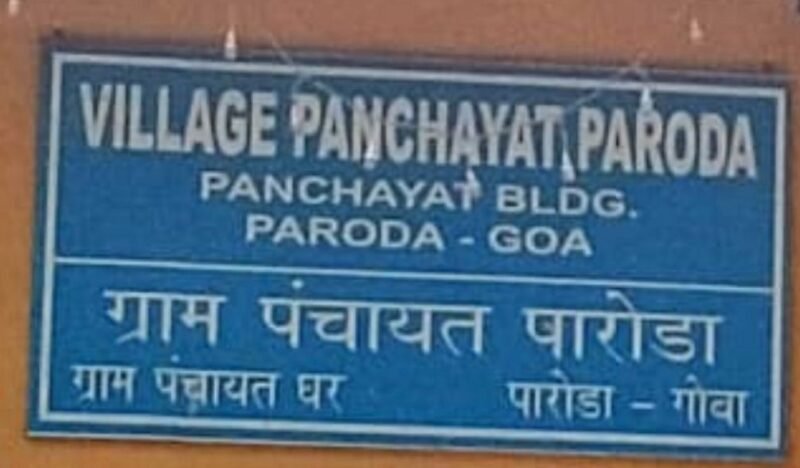 VILLAGE PANCHAYAT PARODA
PANCHAYAT BLDG.
PARODA - GOA
ग्राम पंचायत पारोडा
ग्राम पंचायत घर पारोडा – गोवा